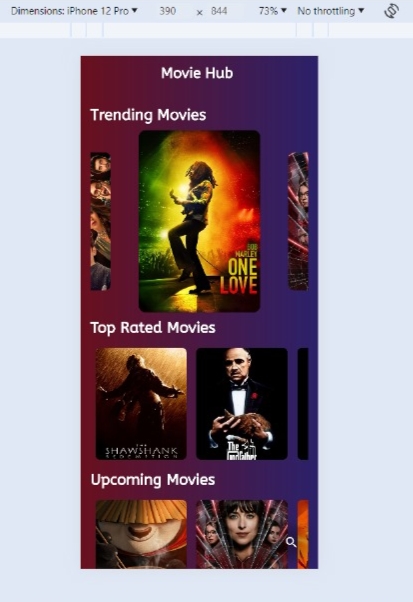 Dimensions: iPhone 12 Pro ▼ 390 × 844 73% ▼ No throttling ▼
Movie Hub
Trending Movies
BOB
MARLEY
ONE
LOVE
Top Rated Movies
THE
SHAWSHANK
REDEMPTION
The
Godfather
Upcoming Movies